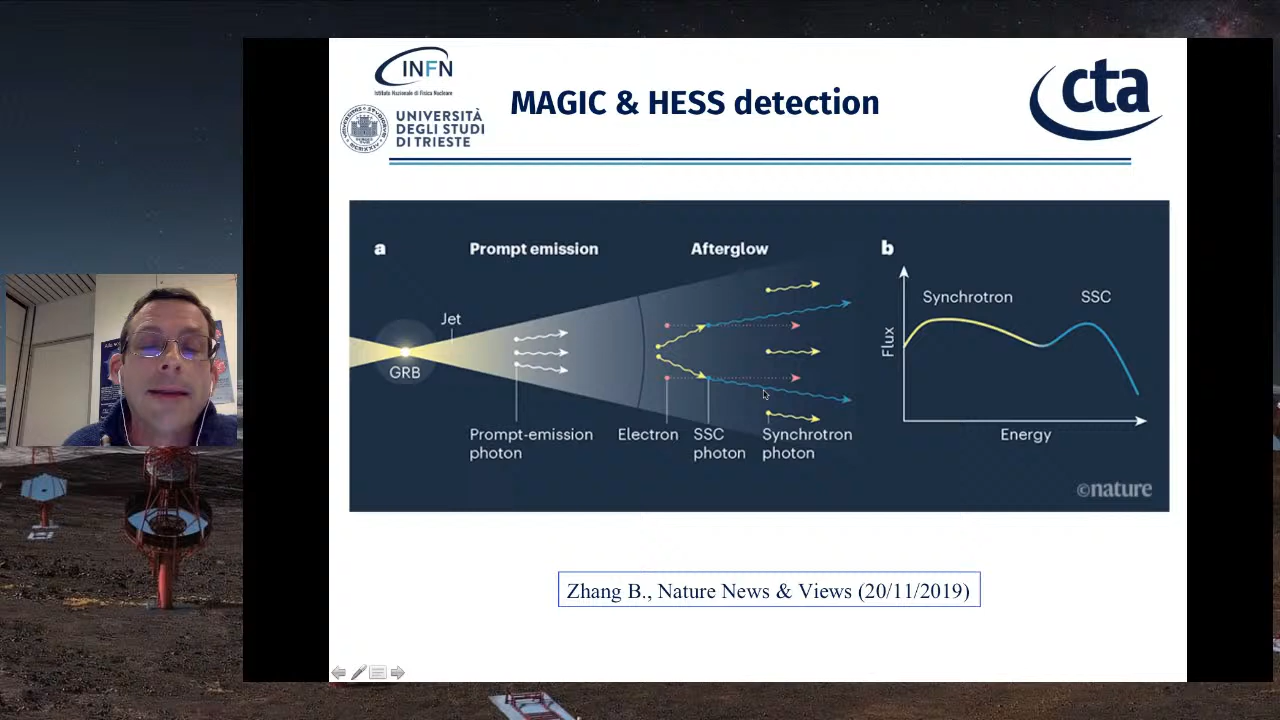 INFN
Istituto Nazionale di Fisica Nucleare
UNIVERSITÀ
DEGLI STUDI
DI TRIESTE
MAGIC & HESS detection
cta
a
Prompt emission
Afterglow
Jet
GRB
Prompt-emission
photon
Electron
SSC
photon
Synchrotron
photon
b
Synchrotron
SSC
Flux
Energy
©nature
Zhang B., Nature News & Views (20/11/2019)